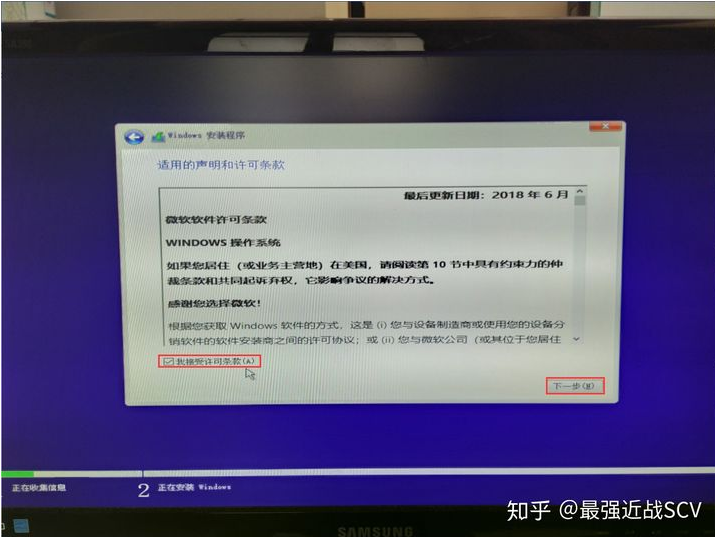 Windows 安装程序
适用的声明和许可条款
最后更新日期：2018 年 6 月
微软软件许可条款
WINDOWS 操作系统
如果您居住（或业务主营地）在美国，请阅读第 10 节中具有约束力的仲
裁条款和共同起诉弃权，它影响争议的解决方式。
感谢您选择微软！
根据您获取 Windows 软件的方式，这是 (i) 您与设备制造商或使用您的设备分
销软件的软件安装商之间的许可协议；或 (ii) 您与微软公司（或其位于您居住
我接受许可条款(A)
下一步(N)
正在收集信息
2 正在安装 Windows
知乎 @最强近战SCV
SAMSUNG